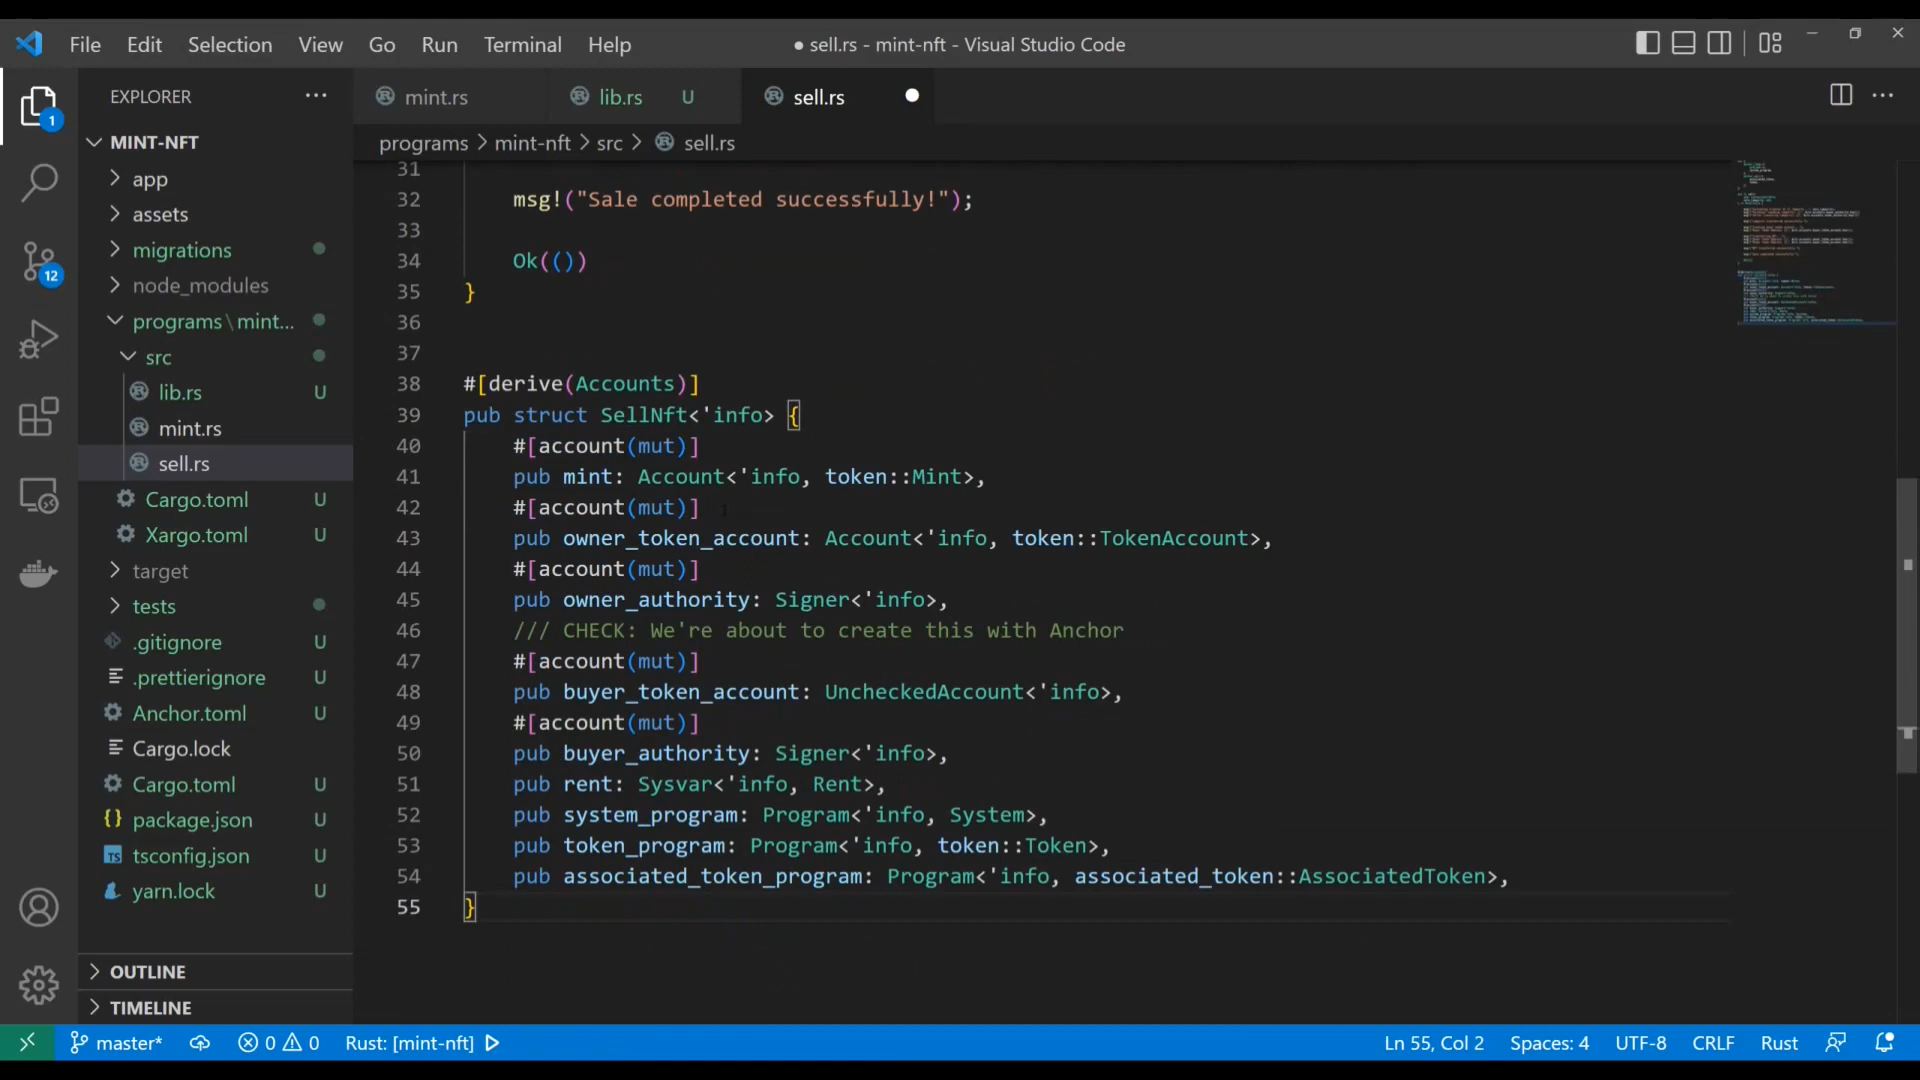 File Edit Selection View Go Run Terminal Help
● sell.rs - mint-nft - Visual Studio Code
EXPLORER
mint.rs
lib.rs U
sell.rs
programs > mint-nft > src > sell.rs
MINT-NFT
app
assets
migrations
node_modules
programs\mint...
src
lib.rs U
mint.rs
sell.rs
Cargo.toml U
Xargo.toml U
target
tests
.gitignore U
.prettierignore U
Anchor.toml U
Cargo.lock
Cargo.toml U
package.json U
tsconfig.json U
yarn.lock U
OUTLINE
TIMELINE
1
12
31
32 msg!("Sale completed successfully!");
33
34 Ok(())
35 }
36
37
38 #[derive(Accounts)]
39 pub struct SellNft<'info> {
40 #[account(mut)]
41 pub mint: Account<'info, token::Mint>,
42 #[account(mut)]
43 pub owner_token_account: Account<'info, token::TokenAccount>,
44 #[account(mut)]
45 pub owner_authority: Signer<'info>,
46 /// CHECK: We're about to create this with Anchor
47 #[account(mut)]
48 pub buyer_token_account: UncheckedAccount<'info>,
49 #[account(mut)]
50 pub buyer_authority: Signer<'info>,
51 pub rent: Sysvar<'info, Rent>,
52 pub system_program: Program<'info, System>,
53 pub token_program: Program<'info, token::Token>,
54 pub associated_token_program: Program<'info, associated_token::AssociatedToken>,
55 }
master* 0 0 Rust: [mint-nft]
Ln 55, Col 2 Spaces: 4 UTF-8 CRLF Rust